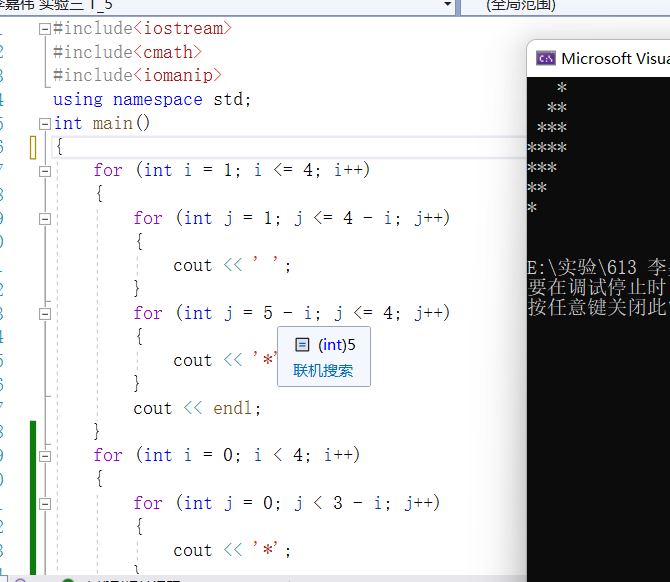 李嘉伟 实验三 1_5
(全局范围)
#include<iostream>
#include<cmath>
#include<iomanip>
using namespace std;
int main()
{
for (int i = 1; i <= 4; i++)
{
for (int j = 1; j <= 4 - i; j++)
{
cout << ' ';
}
for (int j = 5 - i; j <= 4; j++)
{
cout << '*'
}
cout << endl;
}
for (int i = 0; i < 4; i++)
{
for (int j = 0; j < 3 - i; j++)
{
cout << '*';
}
(int)5
联机搜索
Microsoft Visua
*
**
***
****
***
**
*
E:\实验\613 李
要在调试停止时
按任意键关闭此